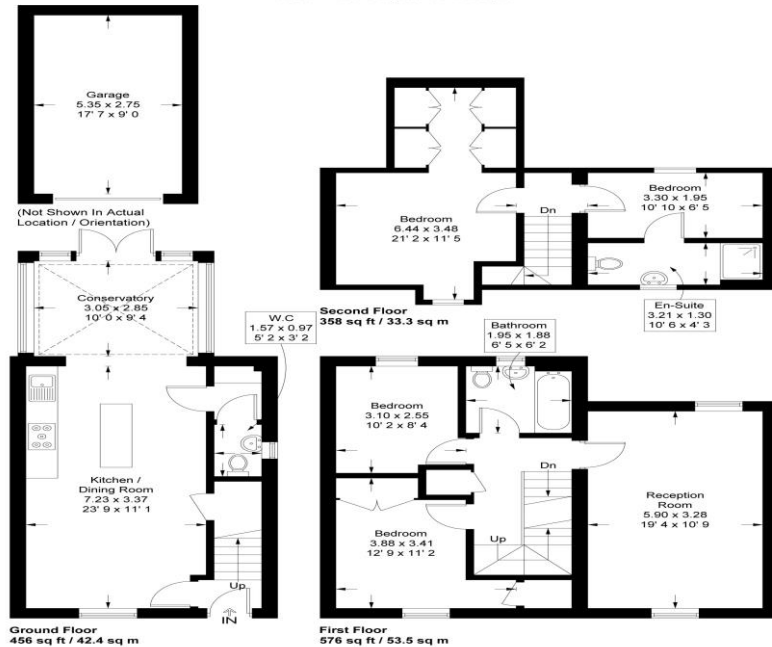 Garage
5.35 x 2.75
17' 7 x 9' 0
(Not Shown In Actual
Location / Orientation)
Conservatory
3.05 x 2.85
10' 0 x 9' 4
W.C
1.57 x 0.97
5' 2 x 3' 2
Kitchen /
Dining Room
7.23 x 3.37
23' 9 x 11' 1
Up
IN
Ground Floor
456 sq ft / 42.4 sq m
Bedroom
6.44 x 3.48
21' 2 x 11' 5
Dn
Bedroom
3.30 x 1.95
10' 10 x 6' 5
En-Suite
3.21 x 1.30
10' 6 x 4' 3
Second Floor
358 sq ft / 33.3 sq m
Bathroom
1.95 x 1.88
6' 5 x 6' 2
Bedroom
3.10 x 2.55
10' 2 x 8' 4
Dn
Up
Bedroom
3.88 x 3.41
12' 9 x 11' 2
Reception
Room
5.90 x 3.28
19' 4 x 10' 9
First Floor
576 sq ft / 53.5 sq m